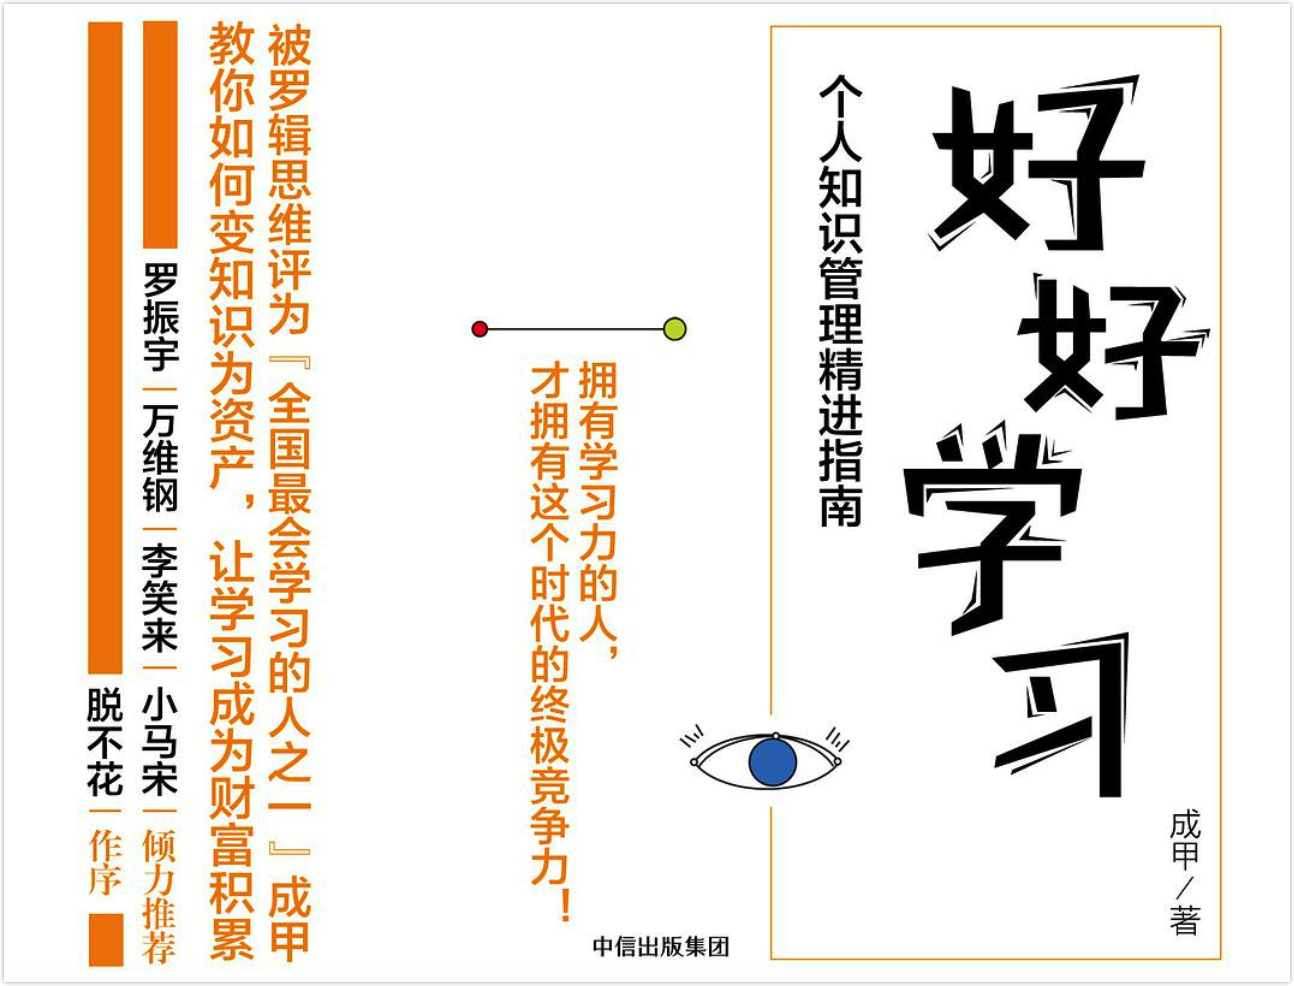 好好学习
个人知识管理精进指南
成甲/著
拥有学习力的人，
才拥有这个时代的终极竞争力！
中信出版集团
被罗辑思维评为『全国最会学习的人之一』成甲
教你如何变知识为资产，让学习成为财富积累
罗振宇|万维钢|李笑来|小马宋|倾力推荐
脱不花|作序